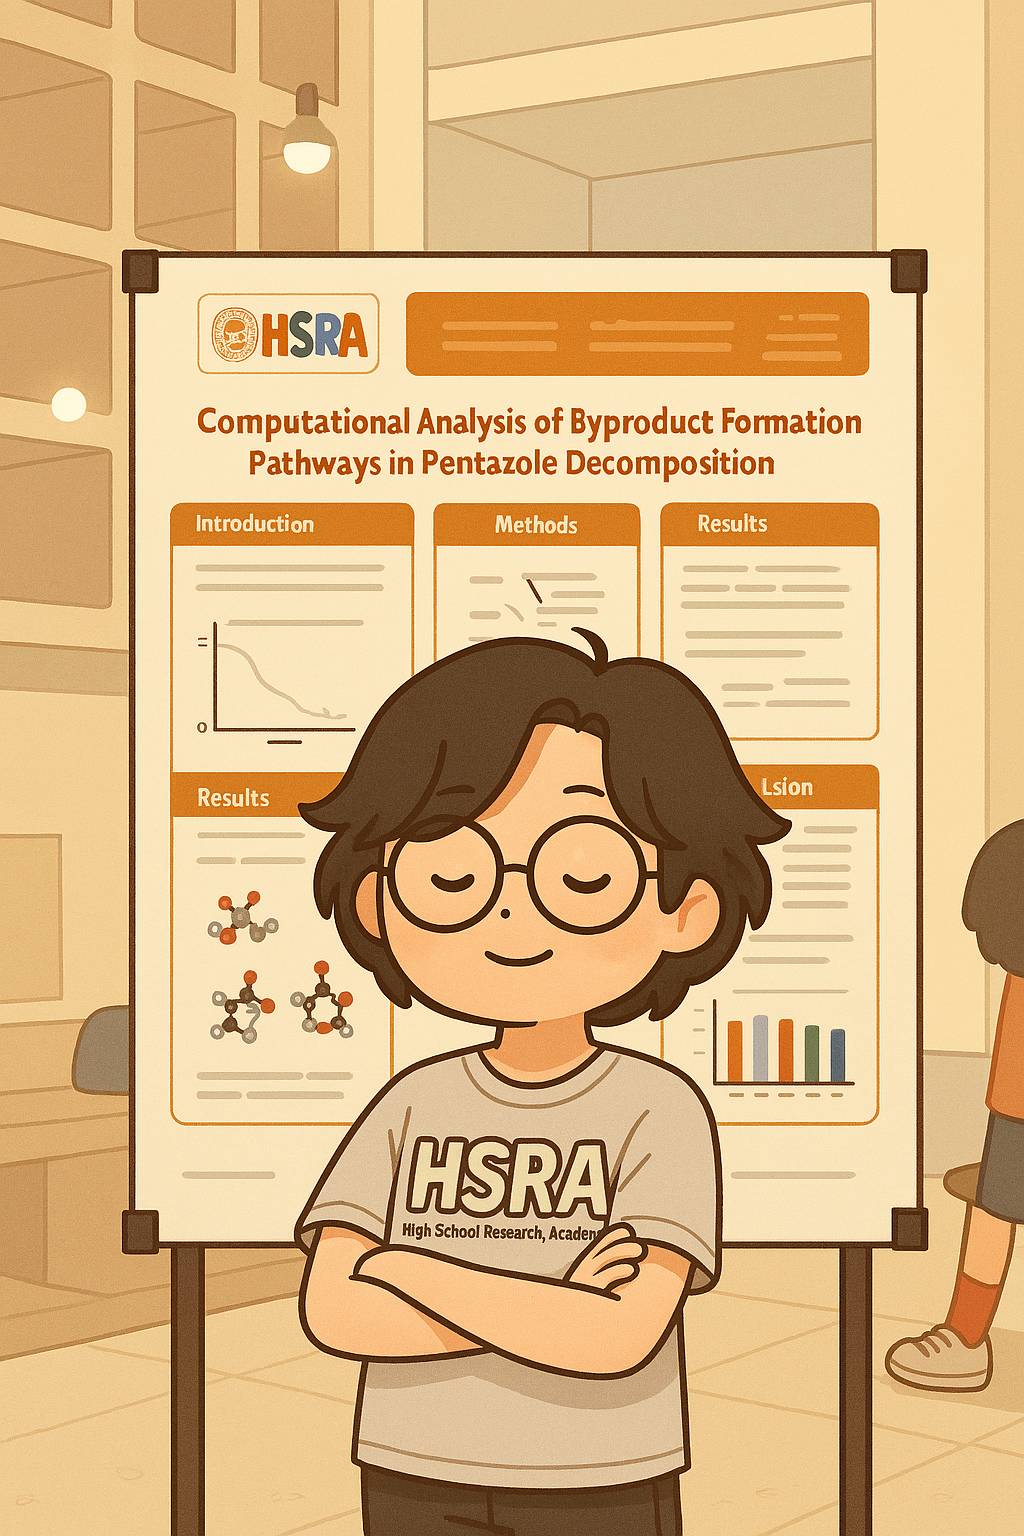 HSRA
Computational Analysis of Byproduct Formation
Pathways in Pentazole Decomposition
Introduction
Methods
Results
=
O
Results
Lsion
HSRA
High School Research, Academ